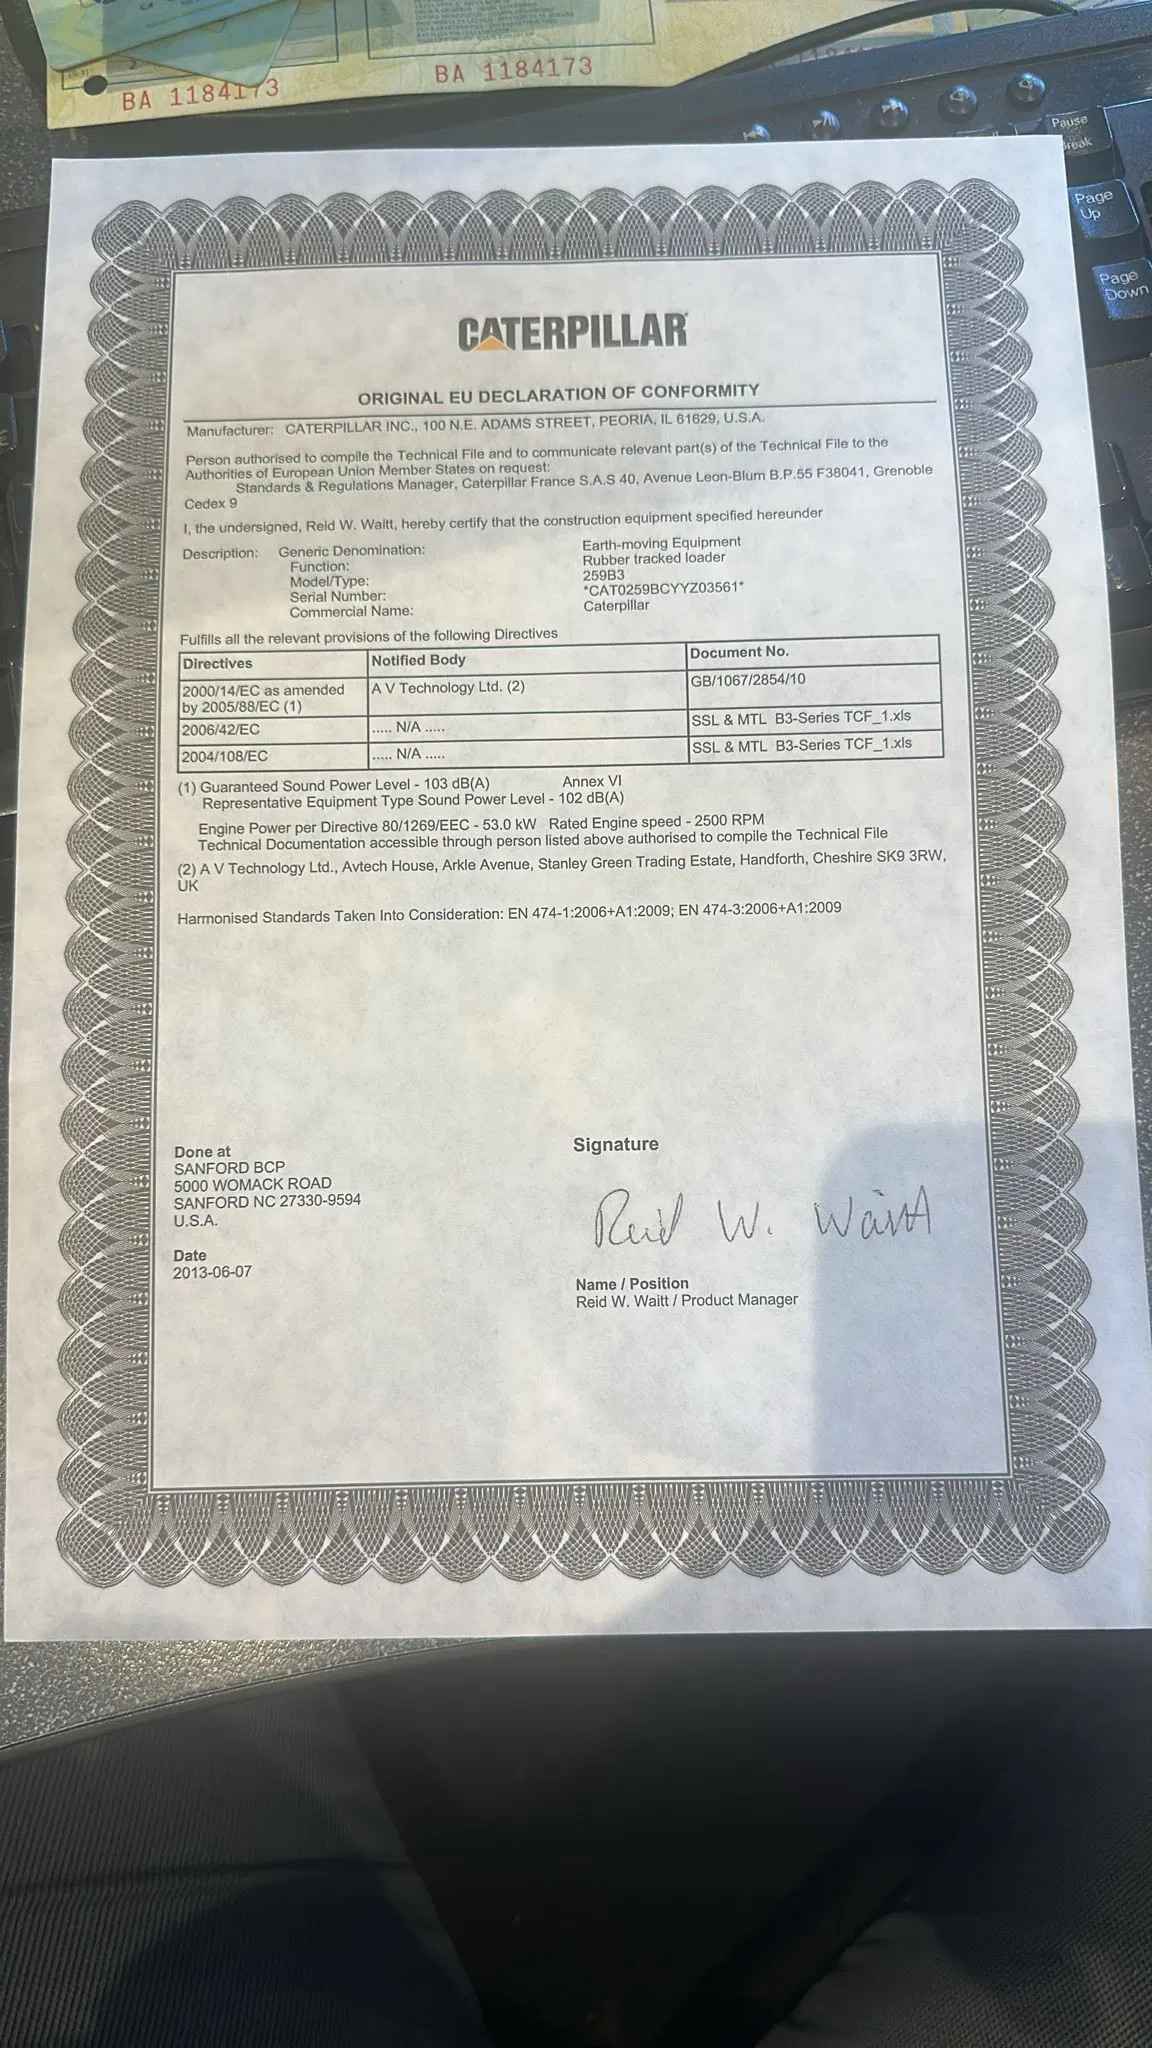 BA 1184173
BA 1184173
Pause
Break
Page
Up
Page
Down
CATERPILLAR
ORIGINAL EU DECLARATION OF CONFORMITY
Manufacturer: CATERPILLAR INC., 100 N.E. ADAMS STREET, PEORIA, IL 61629, U.S.A.
Person authorised to compile the Technical File and to communicate relevant part(s) of the Technical File to the
Authorities of European Union Member States on request:
Standards & Regulations Manager, Caterpillar France S.A.S 40, Avenue Leon-Blum B.P.55 F38041, Grenoble
Cedex 9
I, the undersigned, Reid W. Waitt, hereby certify that the construction equipment specified hereunder
Description: Generic Denomination: Earth-moving Equipment
Function: Rubber tracked loader
Model/Type: 259B3
Serial Number: *CAT0259BCYYZ03561*
Commercial Name: Caterpillar
Fulfills all the relevant provisions of the following Directives
Directives Notified Body Document No.
2000/14/EC as amended A V Technology Ltd. (2) GB/1067/2854/10
by 2005/88/EC (1)
2006/42/EC ..... N/A ..... SSL & MTL B3-Series TCF_1.xls
2004/108/EC ..... N/A ..... SSL & MTL B3-Series TCF_1.xls
(1) Guaranteed Sound Power Level - 103 dB(A) Annex VI
Representative Equipment Type Sound Power Level - 102 dB(A)
Engine Power per Directive 80/1269/EEC - 53.0 kW Rated Engine speed - 2500 RPM
Technical Documentation accessible through person listed above authorised to compile the Technical File
(2) A V Technology Ltd., Avtech House, Arkle Avenue, Stanley Green Trading Estate, Handforth, Cheshire SK9 3RW,
UK
Harmonised Standards Taken Into Consideration: EN 474-1:2006+A1:2009; EN 474-3:2006+A1:2009
Done at
SANFORD BCP
5000 WOMACK ROAD
SANFORD NC 27330-9594
U.S.A.
Date
2013-06-07
Signature
Reid W. Waitt
Name / Position
Reid W. Waitt / Product Manager